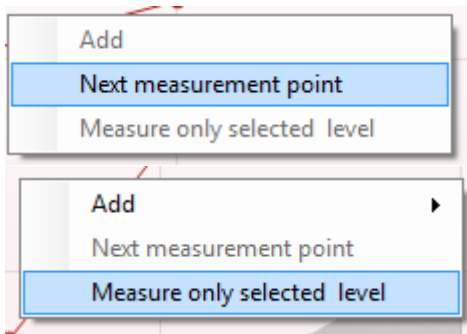 Add
Next measurement point
Measure only selected  level
Add
Next measurement point
Measure only selected  level